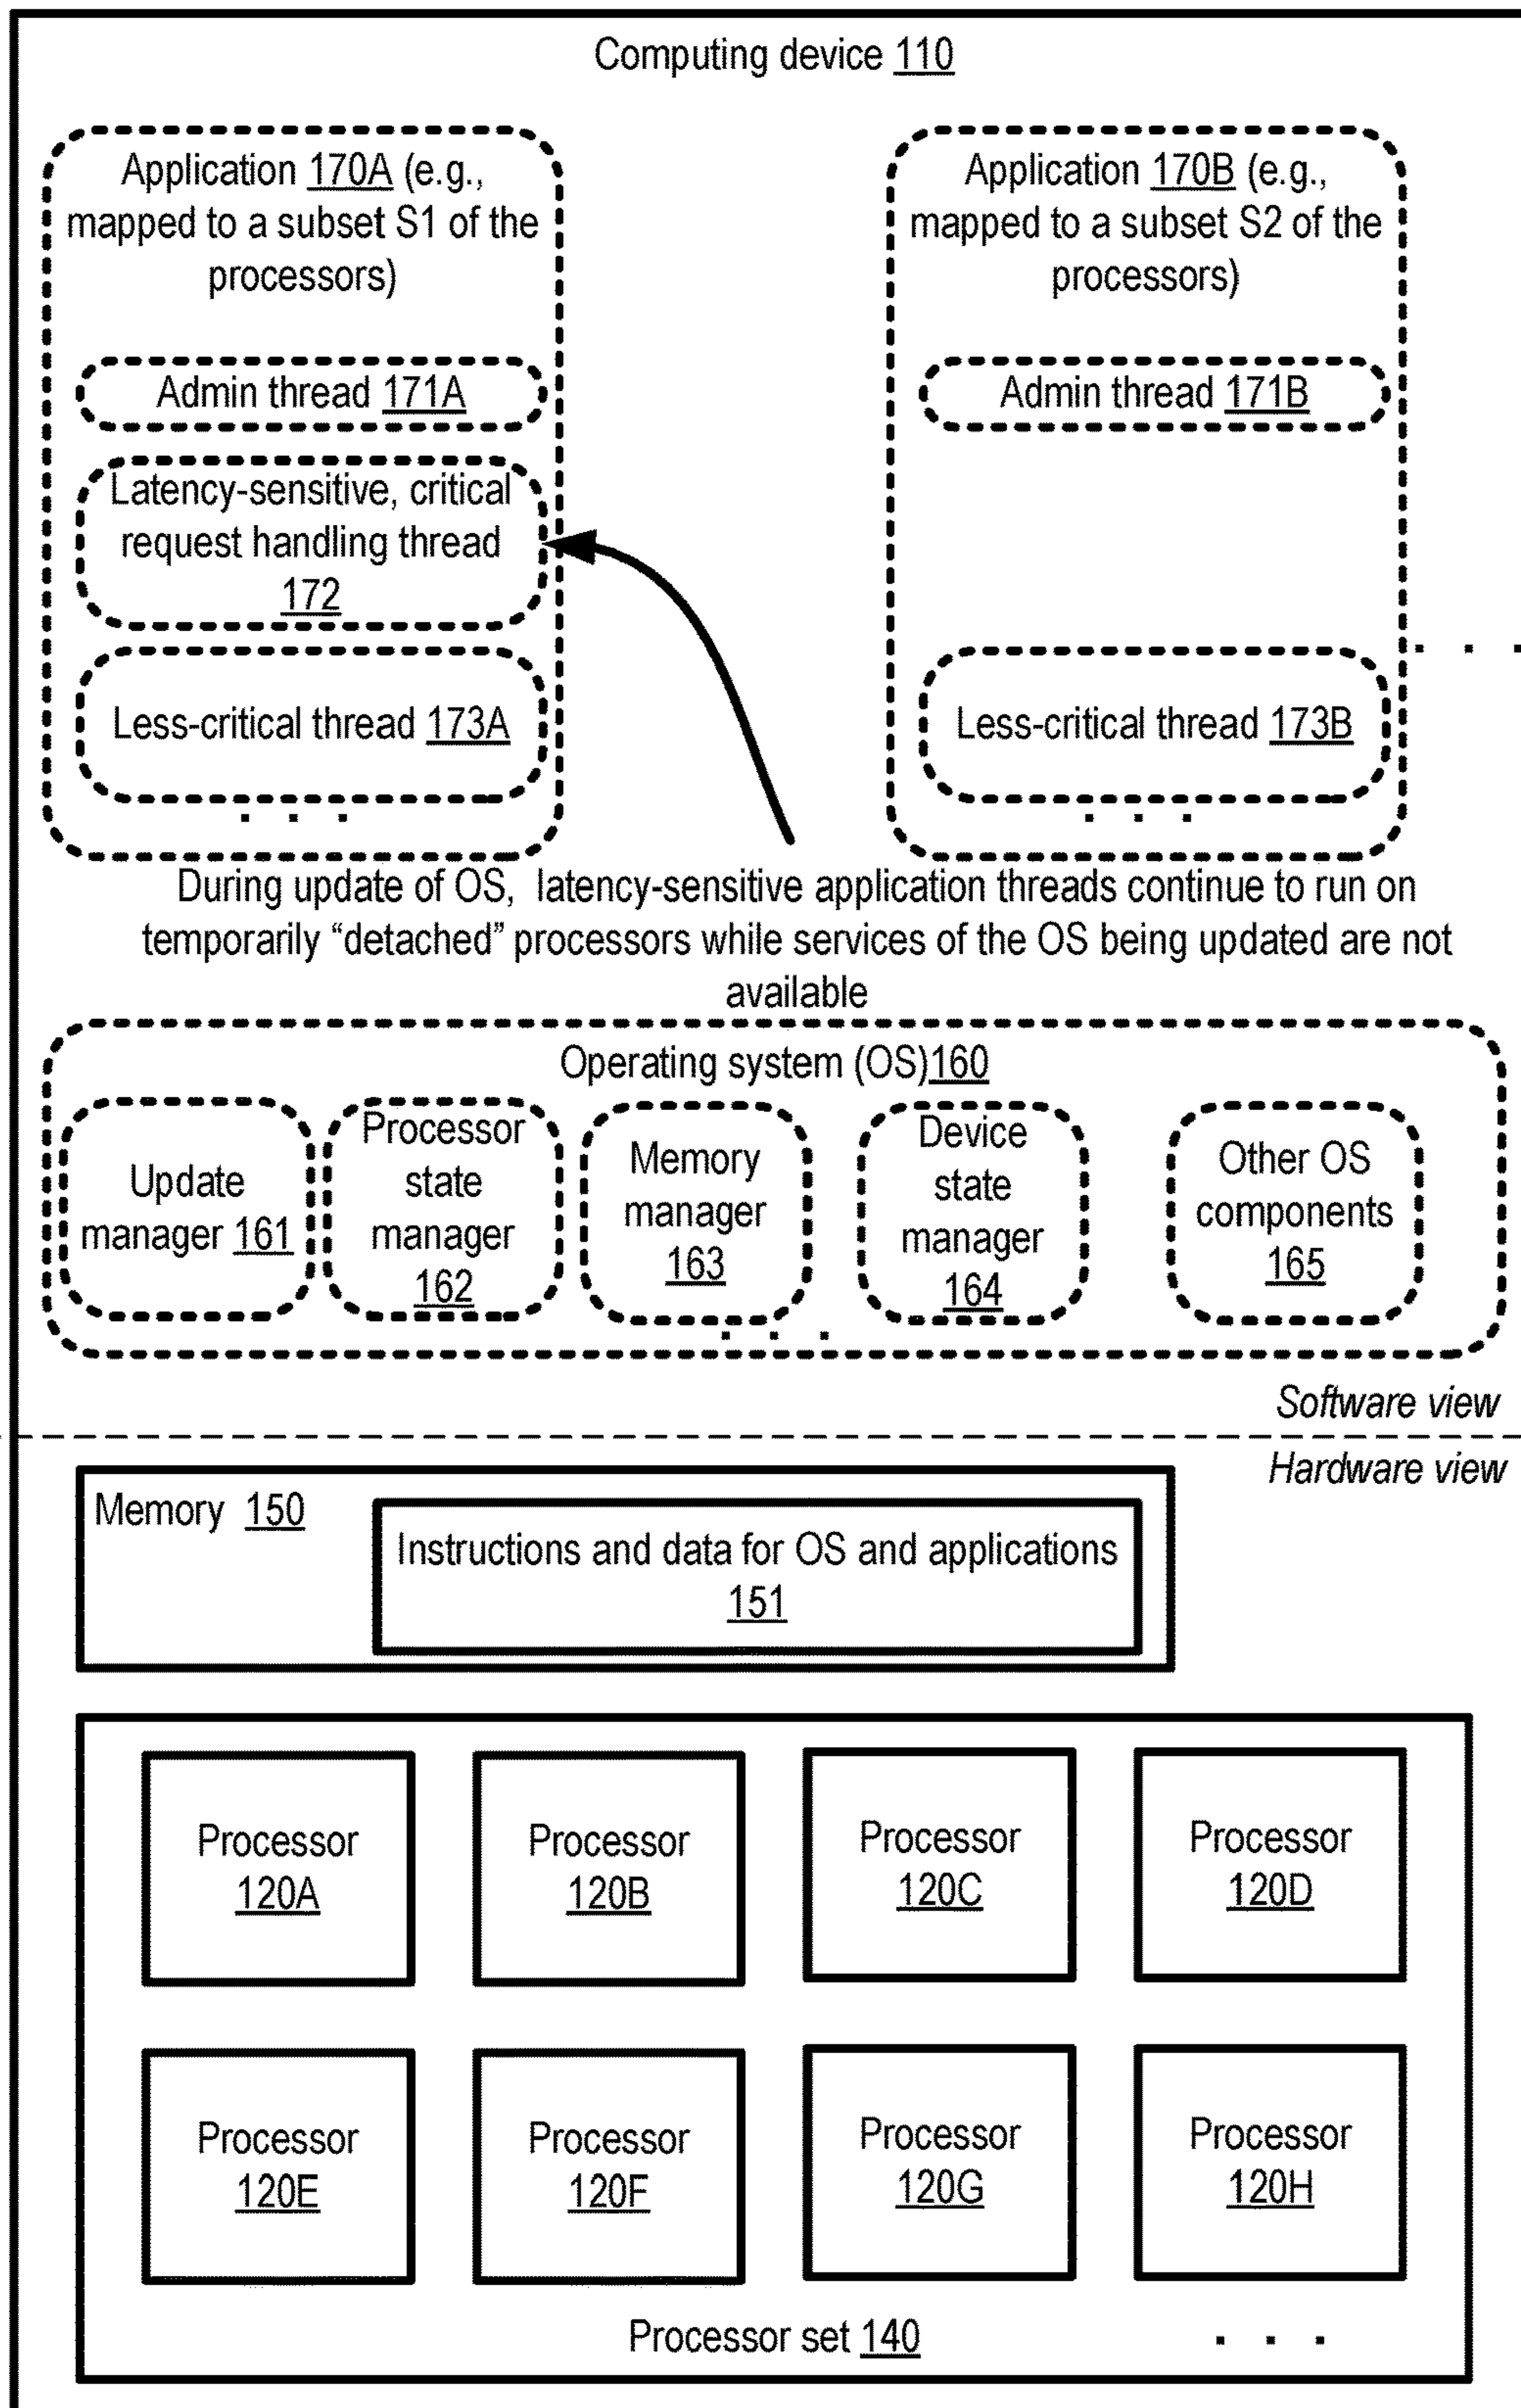 Computing device 110
Application 170A (e.g.,
mapped to a subset S1 of the
processors)
Admin thread 171A
Latency-sensitive, critical
request handling thread
172
Less-critical thread 173A
. . .
Application 170B (e.g.,
mapped to a subset S2 of the
processors)
Admin thread 171B
Less-critical thread 173B
. . .
. . .
During update of OS, latency-sensitive application threads continue to run on
temporarily “detached” processors while services of the OS being updated are not
available
Operating system (OS)160
Update
manager 161
Processor
state
manager
162
Memory
manager
163
Device
state
manager
164
Other OS
components
165
. . .
Software view
Hardware view
Memory 150
Instructions and data for OS and applications
151
Processor
120A
Processor
120B
Processor
120C
Processor
120D
Processor
120E
Processor
120F
Processor
120G
Processor
120H
Processor set 140
. . .